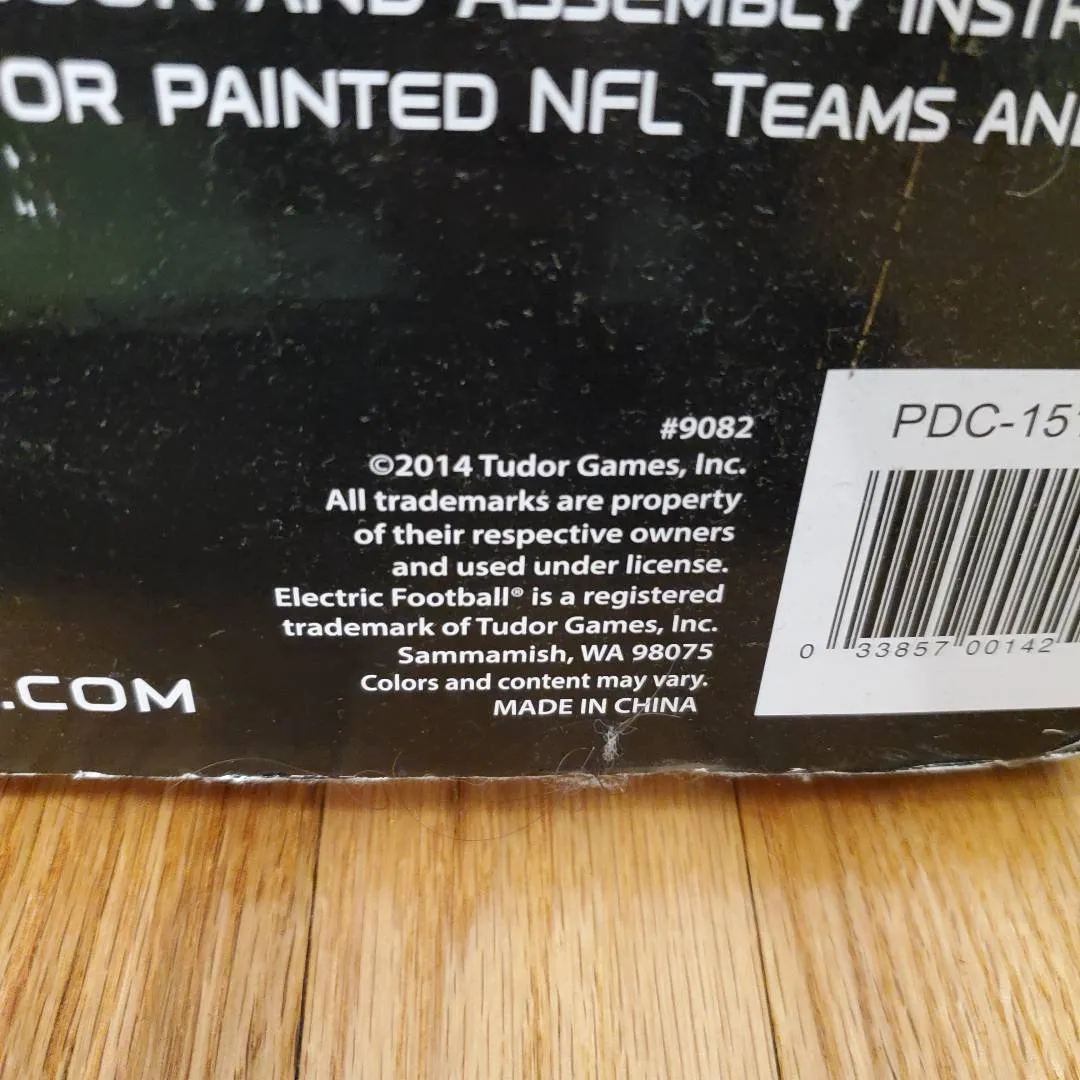 AND ASSEMBLY
OR PAINTED NFL TEAMS
#9082
©2014 Tudor Games, Inc.
All trademarks are property
of their respective owners
and used under license.
Electric Football® is a registered
trademark of Tudor Games, Inc.
Sammamish, WA 98075
Colors and content may vary.
MADE IN CHINA
.COM
PDC-15
0 33857 00142